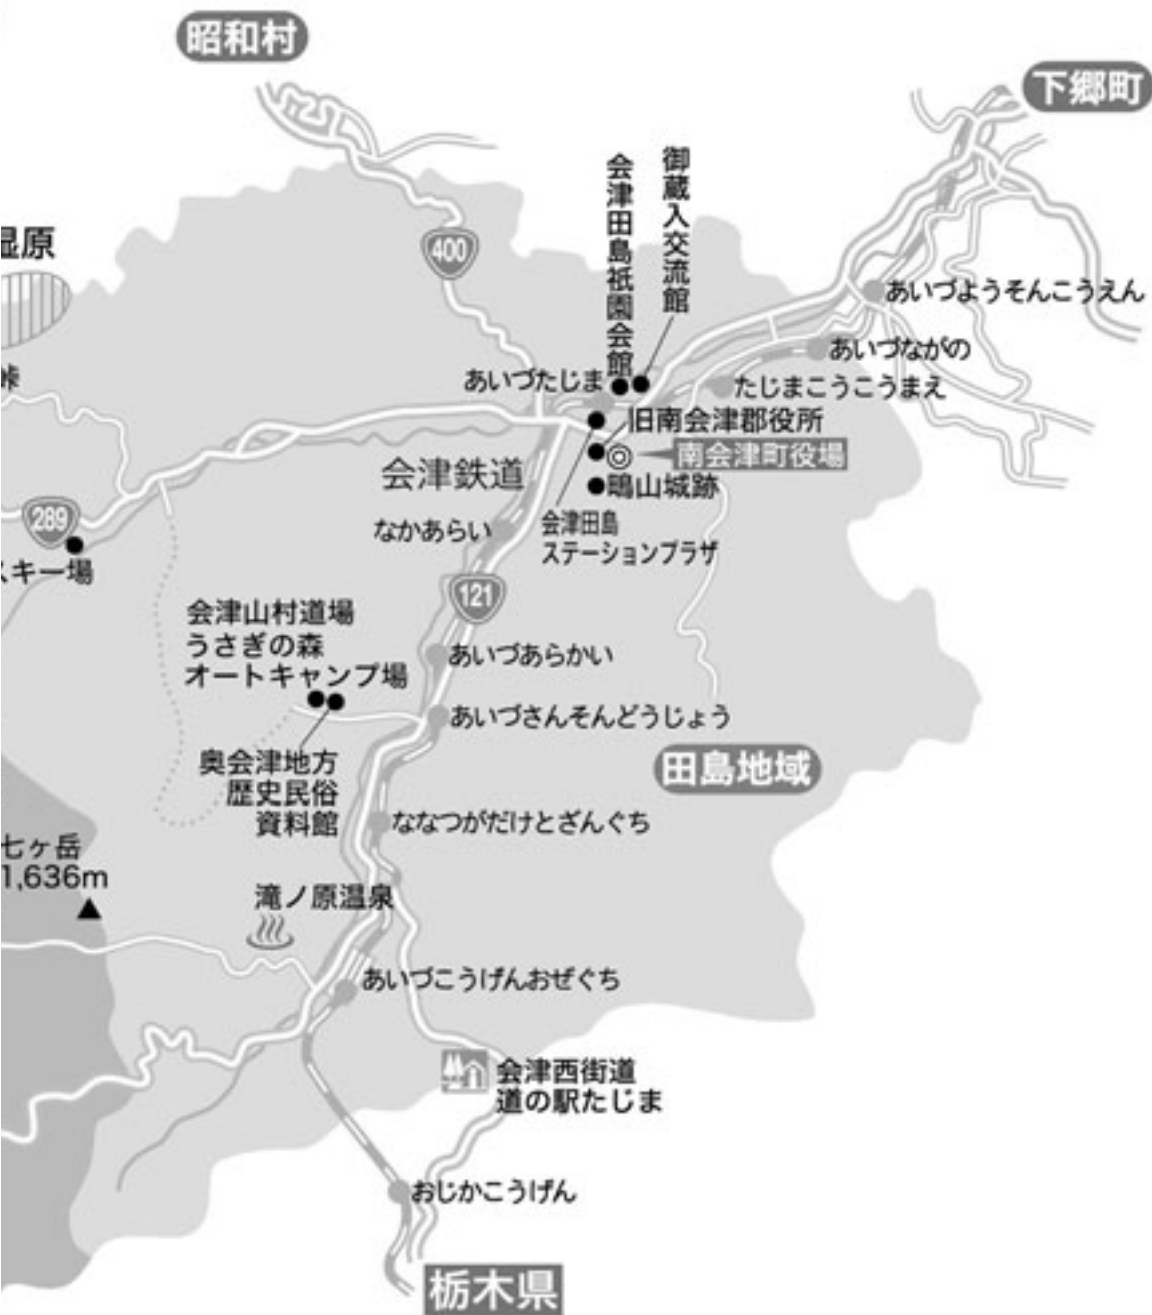 昭和村
下郷町
会津田島祇園会館
御蔵入交流館
湿原
400
あいづようそんこうえん
あいづながの
峠
あいづたじま
たじまこうこうまえ
旧南会津郡役所
南会津町役場
会津鉄道
鴫山城跡
289
なかあらい
会津田島
ステーションプラザ
スキー場
121
会津山村道場
うさぎの森
オートキャンプ場
あいづあらかい
あいづさんそんどうじょう
奥会津地方
歴史民俗
資料館
田島地域
ななつがだけとざんぐち
七ヶ岳
1,636m
滝ノ原温泉
あいづこうげんおぜぐち
会津西街道
道の駅たじま
おじかこうげん
栃木県